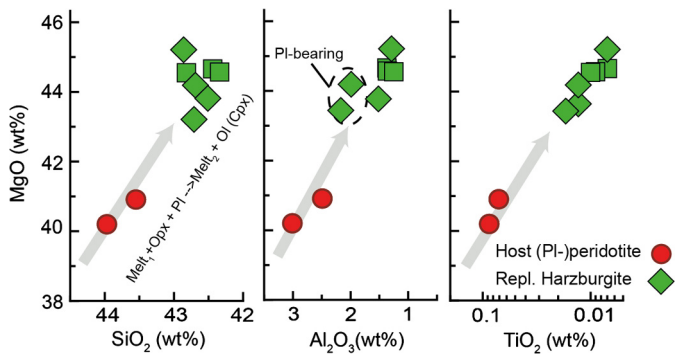 46
44
42
40
38
MgO (wt%)
44
43
42
SiO₂ (wt%)
Melt₁+Opx + Pl -->Melt₂ + Ol (Cpx)
Pl-bearing
3
2
1
Al₂O₃(wt%)
0.1
0.01
TiO₂ (wt%)
Host (Pl-)peridotite
Repl. Harzburgite